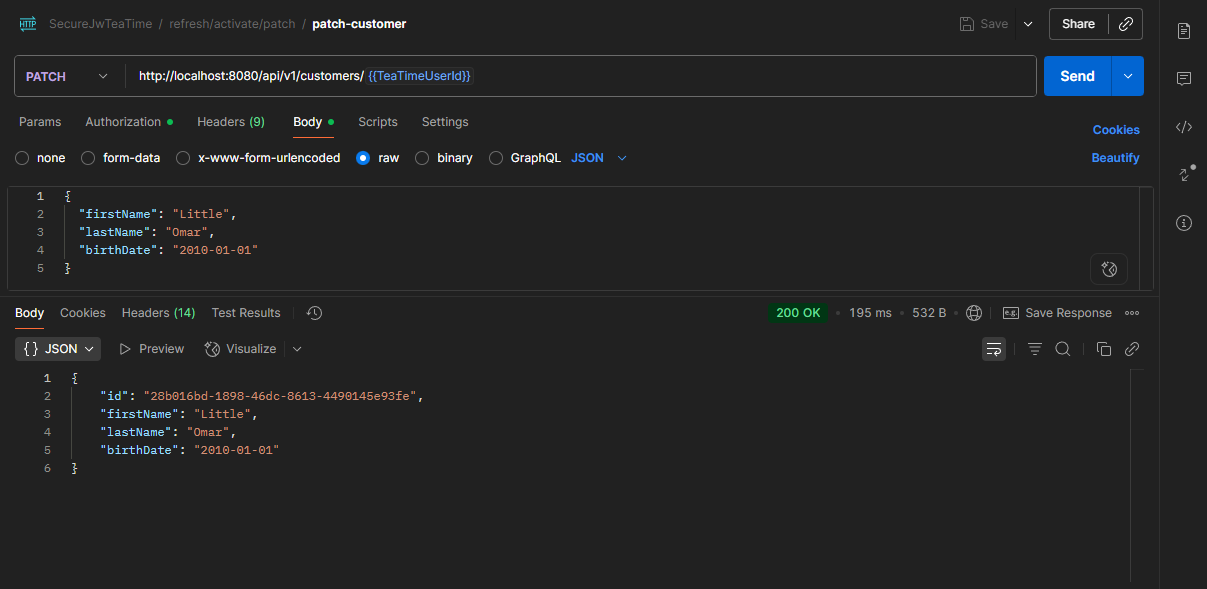 HTTP SecureJwTeaTime / refresh/activate/patch / patch-customer Save Share
PATCH http://localhost:8080/api/v1/customers/ {{TeaTimeUserId}} Send
Params Authorization Headers (9) Body Scripts Settings Cookies
none form-data x-www-form-urlencoded raw binary GraphQL JSON Beautify
1 {
2 "firstName": "Little",
3 "lastName": "Omar",
4 "birthDate": "2010-01-01"
5 }
Body Cookies Headers (14) Test Results 200 OK 195 ms 532 B e.g. Save Response
{} JSON Preview Visualize
1 {
2 "id": "28b016bd-1898-46dc-8613-4490145e93fe",
3 "firstName": "Little",
4 "lastName": "Omar",
5 "birthDate": "2010-01-01"
6 }